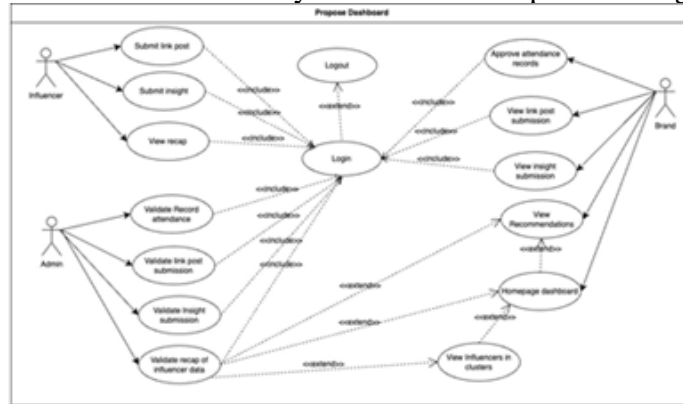 Propose Dashboard
Submit link post
Influencer
Submit insight
View recap
<<include>>
<<include>>
<<include>>
Logout
<<extend>>
Login
Approve attendance
records
<<include>>
View link post
submission
<<include>>
View insight
submission
<<include>>
Brand
Validate Record
attendance
<<include>>
Admin
Validate link post
submission
<<include>>
Validate Insight
submission
<<include>>
Validate recap of
influencer data
<<include>>
View
Recommendations
<<extend>>
<<extend>>
Homepage dashboard
<<extend>>
<<extend>>
<<extend>>
View Influencers in
clusters